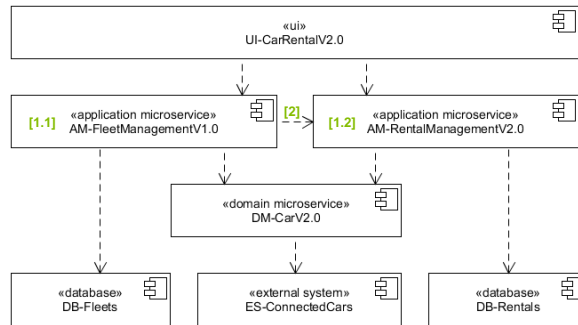 «ui»
UI-CarRentalV2.0
[1.1]
«application microservice»
AM-FleetManagementV1.0
[2]
[1.2]
«application microservice»
AM-RentalManagementV2.0
«domain microservice»
DM-CarV2.0
«database»
DB-Fleets
«external system»
ES-ConnectedCars
«database»
DB-Rentals